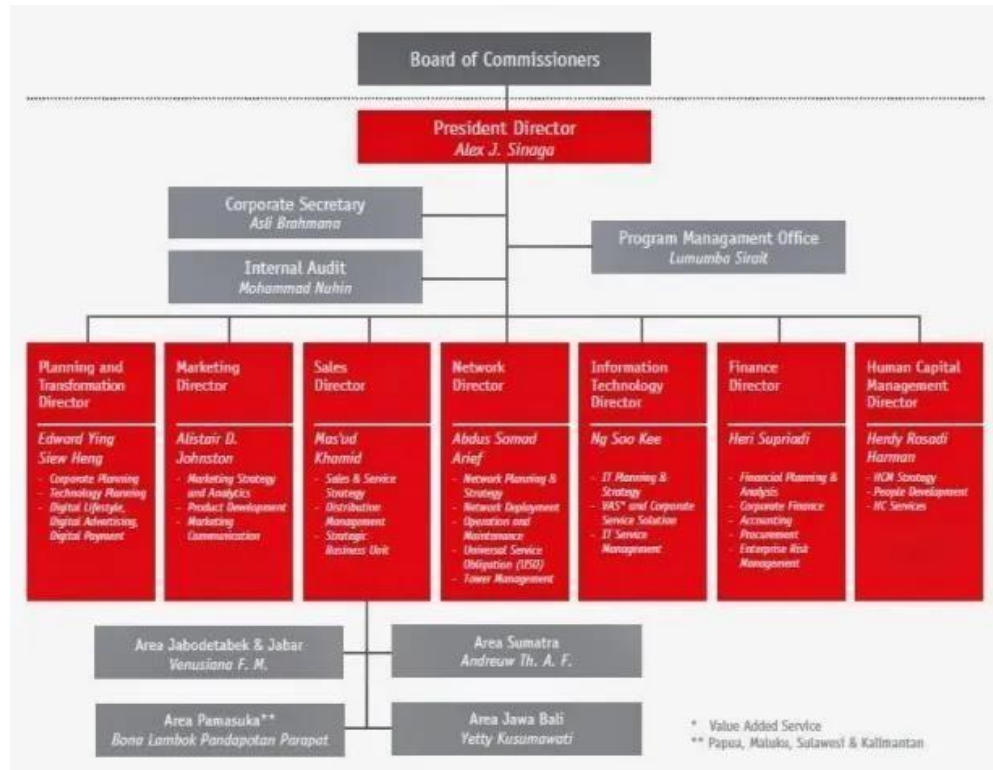 Board of Commissioners
President Director
Alex J. Sinaga
Corporate Secretary
Asli Brahmana
Program Managament Office
Lumumba Sirait
Internal Audit
Mohammad Nuhin
Planning and
Transformation
Director
Edward Ying
Siew Heng
- Corporate Planning
- Technology Planning
- Digital Lifestyle,
Digital Advertising,
Digital Payment
Marketing
Director
Alistair D.
Johnston
- Marketing Strategy
and Analytics
- Product Development
- Marketing
Communication
Sales
Director
Mas'ud
Khamid
- Sales & Service
Strategy
- Distribution
Management
- Strategic
Business Unit
Network
Director
Abdus Somad
Arief
- Network Planning &
Strategy
- Network Deployment
- Operation and
Maintenance
- Universal Service
Obligation (USO)
- Tower Management
Information
Technology
Director
Ng Soo Kee
- IT Planning &
Strategy
- VAS* and Corporate
Service Solution
- IT Service
Management
Finance
Director
Heri Supriadi
- Financial Planning &
Analysis
- Corporate Finance
- Accounting
- Procurement
- Enterprise Risk
Management
Human Capital
Management
Director
Herdy Rosadi
Harman
- HCM Strategy
- People Development
- HC Services
Area Jabodetabek & Jabar
Venusiana F. M.
Area Sumatra
Andreuw Th. A. F.
Area Pamasuka**
Bona Lambok Pandapotan Parapat
Area Jawa Bali
Yetty Kusumawati
* Value Added Service
** Papua, Maluku, Sulawest & Kalimantan